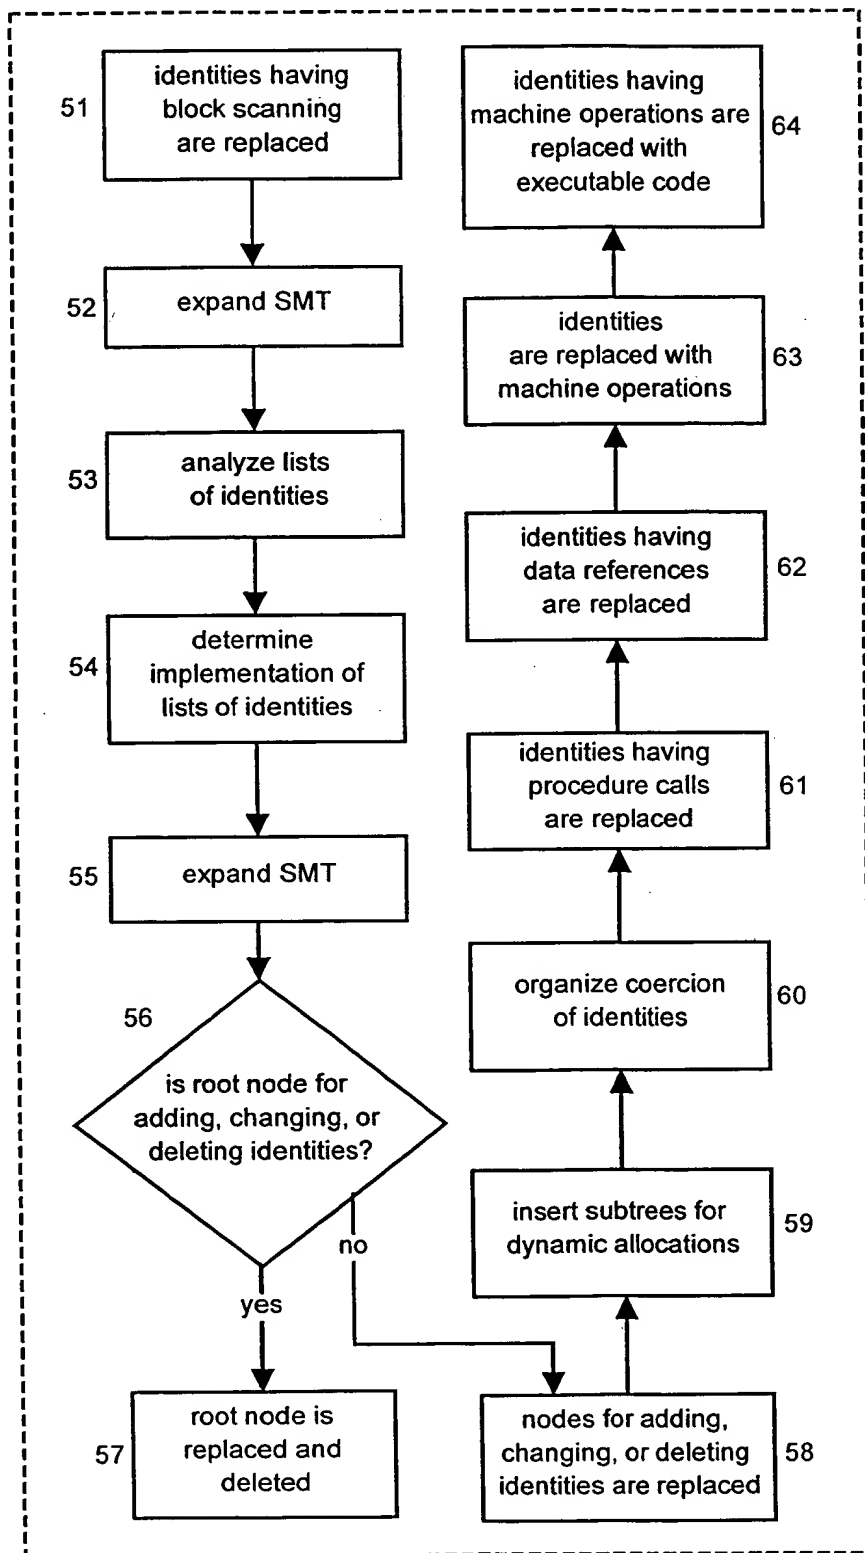 51
identities having
block scanning
are replaced
52
expand SMT
53
analyze lists
of identities
54
determine
implementation of
lists of identities
55
expand SMT
56
is root node for
adding, changing, or
deleting identities?
yes
no
57
root node is
replaced and
deleted
58
nodes for adding,
changing, or deleting
identities are replaced
59
insert subtrees for
dynamic allocations
60
organize coercion
of identities
61
identities having
procedure calls
are replaced
62
identities having
data references
are replaced
63
identities
are replaced with
machine operations
64
identities having
machine operations are
replaced with
executable code